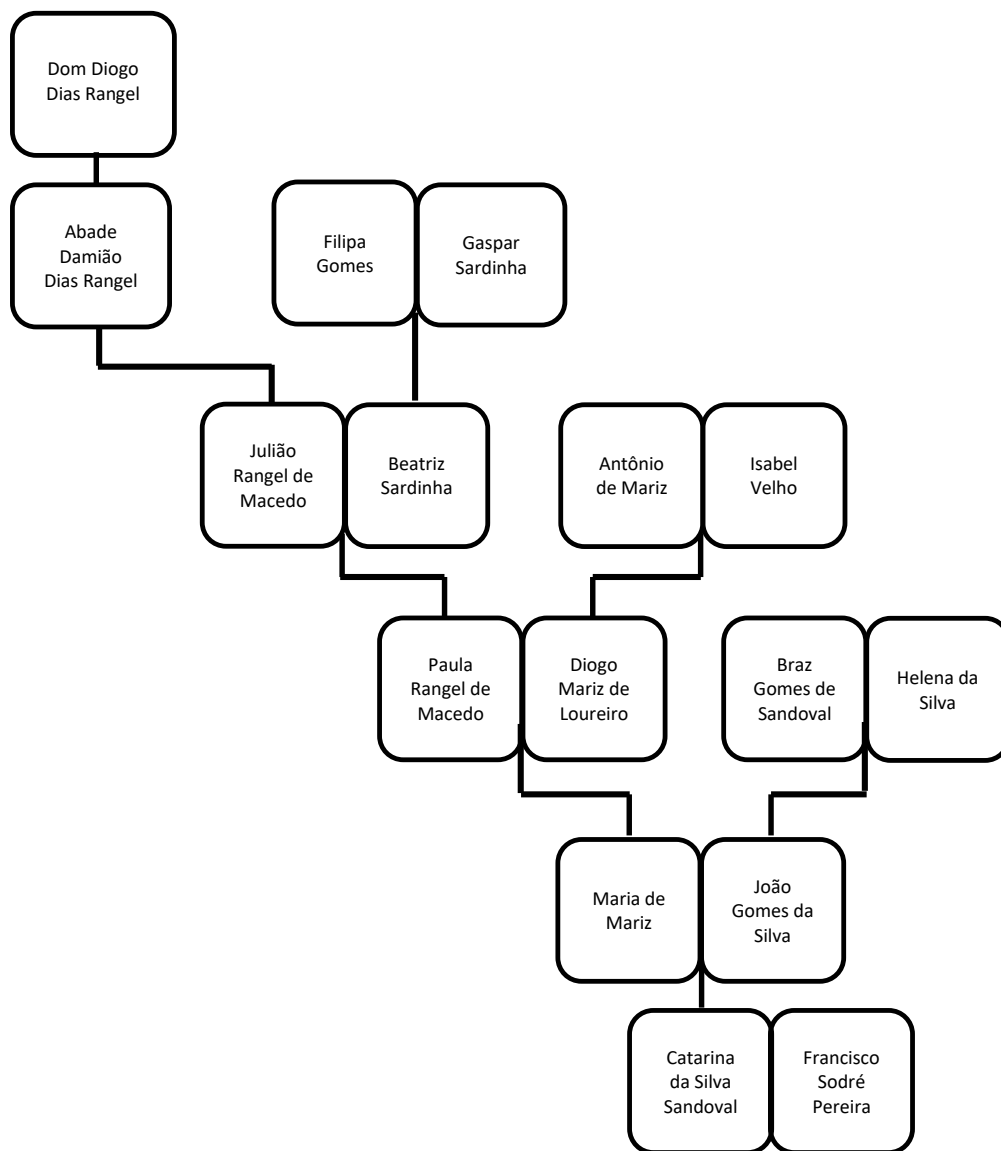 Dom Diogo
Dias Rangel
Abade
Damião
Dias Rangel
Filipa
Gomes
Gaspar
Sardinha
Julião
Rangel de
Macedo
Beatriz
Sardinha
Antônio
de Mariz
Isabel
Velho
Paula
Rangel de
Macedo
Diogo
Mariz de
Loureiro
Braz
Gomes de
Sandoval
Helena da
Silva
Maria de
Mariz
João
Gomes da
Silva
Catarina
da Silva
Sandoval
Francisco
Sodré
Pereira